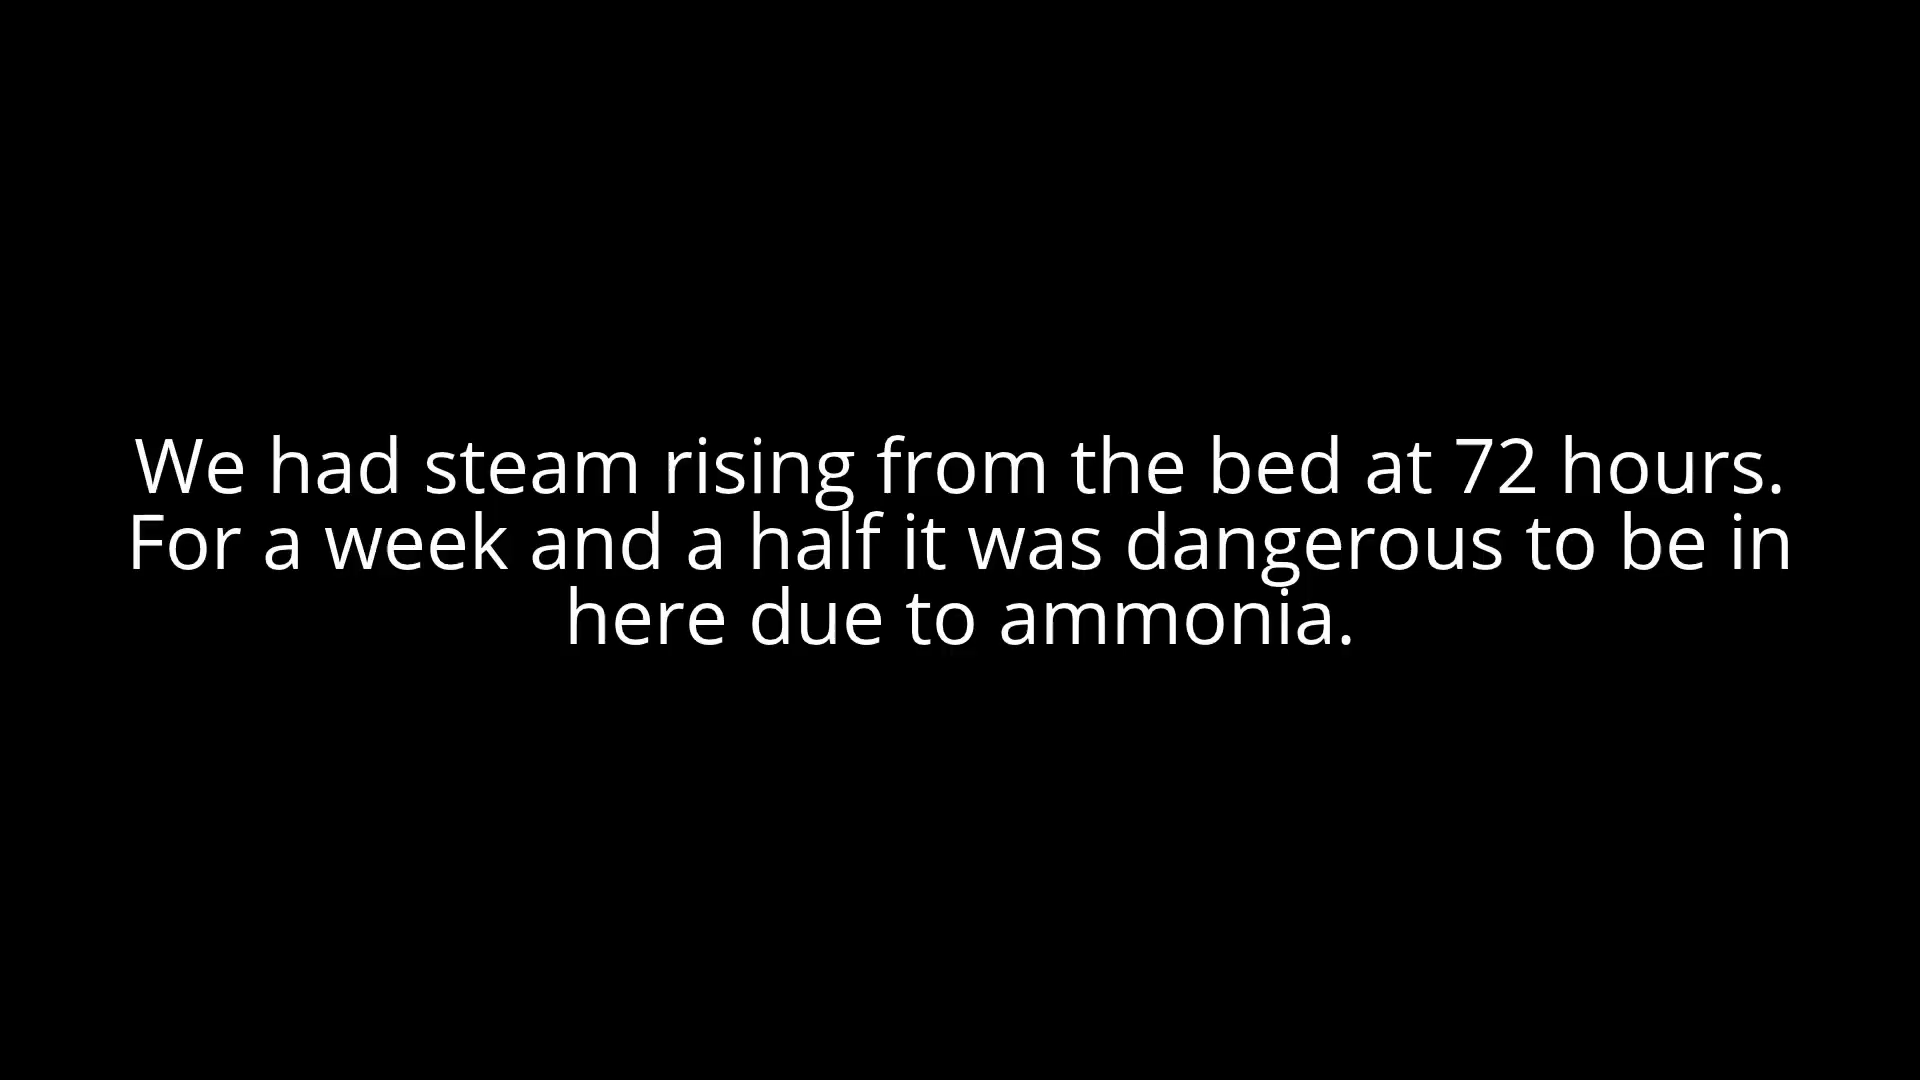 We had steam rising from the bed at 72 hours.
For a week and a half it was dangerous to be in
here due to ammonia.